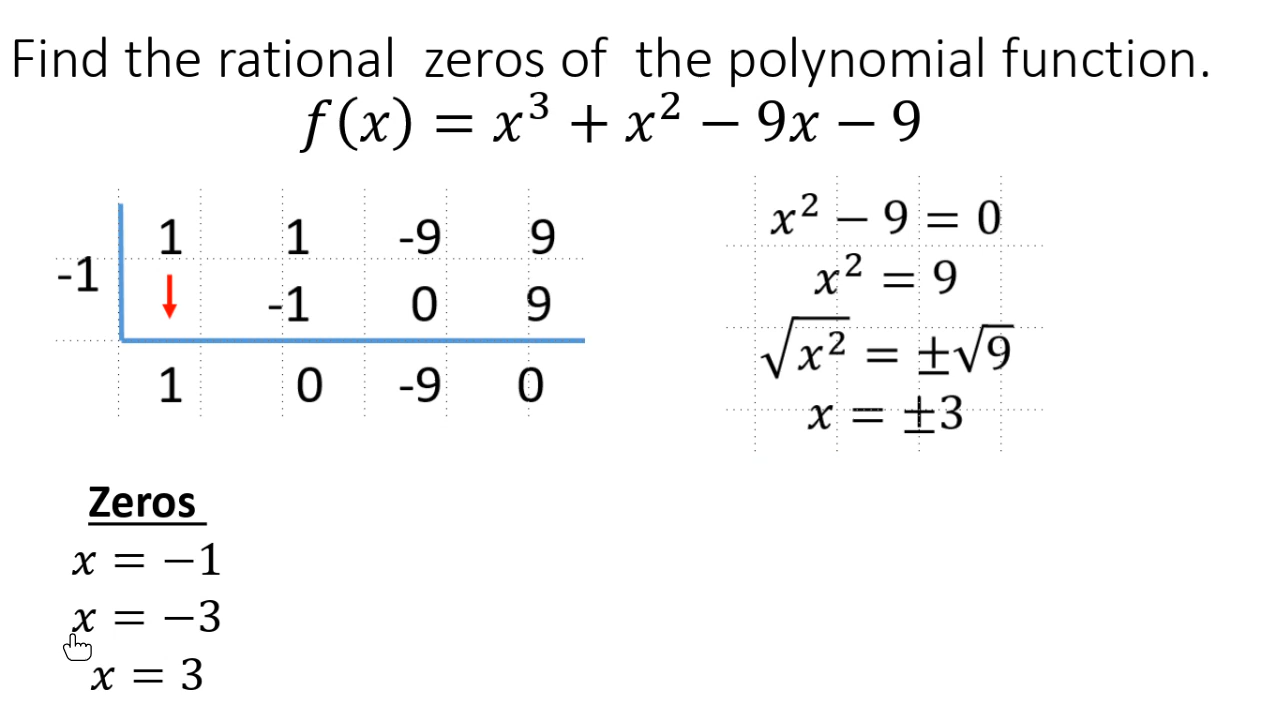 Find the rational zeros of the polynomial function.
f(x) = x³ + x² − 9x − 9
1 1 -9 9
-1
-1 0 9
1 0 -9 0
x² − 9 = 0
x² = 9
√x² = ±√9
x = ±3
Zeros
x = −1
x = −3
x = 3